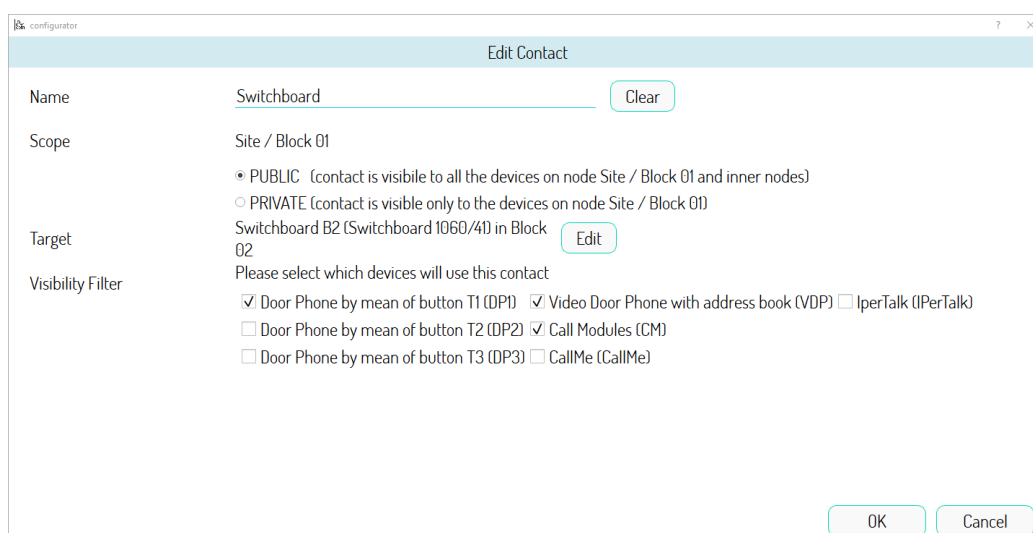 configurator ?
Edit Contact
Name Switchboard Clear
Scope Site / Block 01
PUBLIC (contact is visibile to all the devices on node Site / Block 01 and inner nodes)
PRIVATE (contact is visible only to the devices on node Site / Block 01)
Target Switchboard B2 (Switchboard 1060/41) in Block Edit
02
Visibility Filter Please select which devices will use this contact
Door Phone by mean of button T1 (DP1) Video Door Phone with address book (VDP) IperTalk (IPerTalk)
Door Phone by mean of button T2 (DP2) Call Modules (CM)
Door Phone by mean of button T3 (DP3) CallMe (CallMe)
OK Cancel